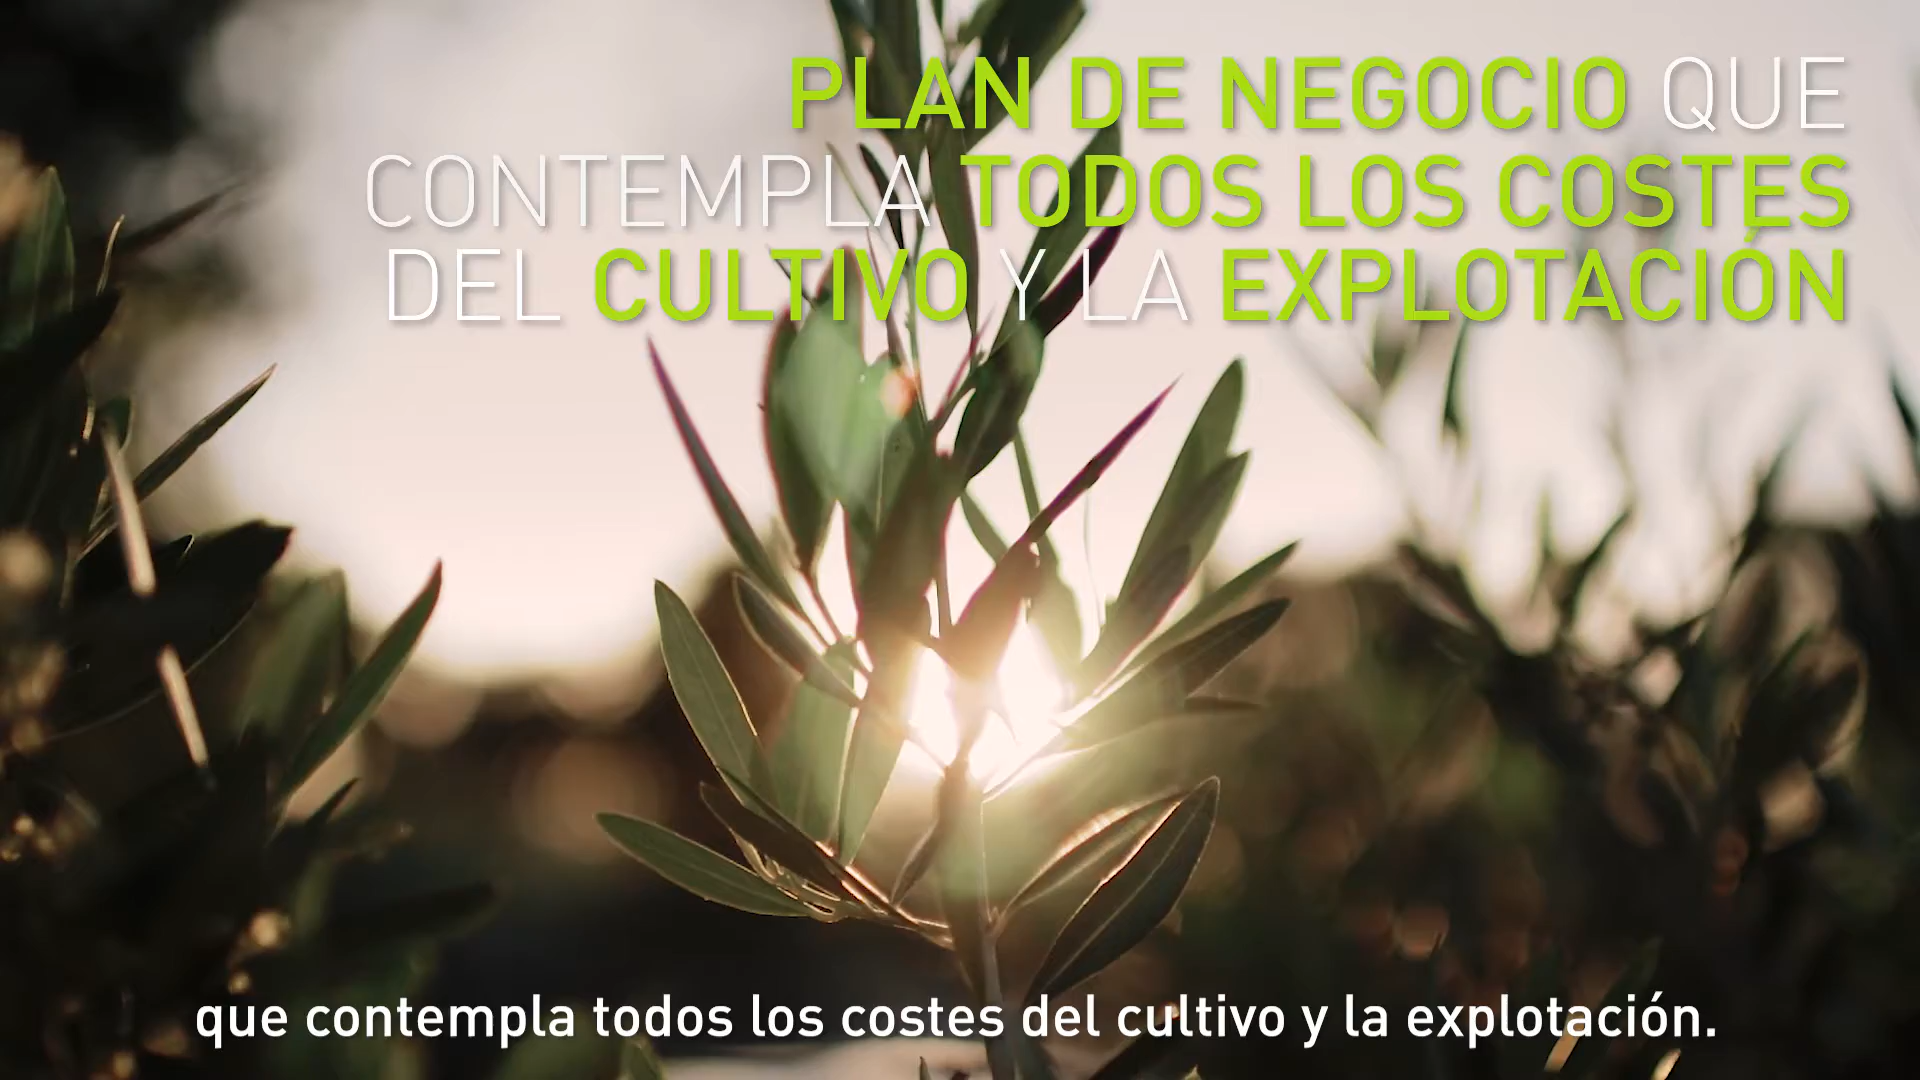 PLAN DE NEGOCIO QUE
CONTEMPLA TODOS LOS COSTES
DEL CULTIVO Y LA EXPLOTACIÓN
que contempla todos los costes del cultivo y la explotación.